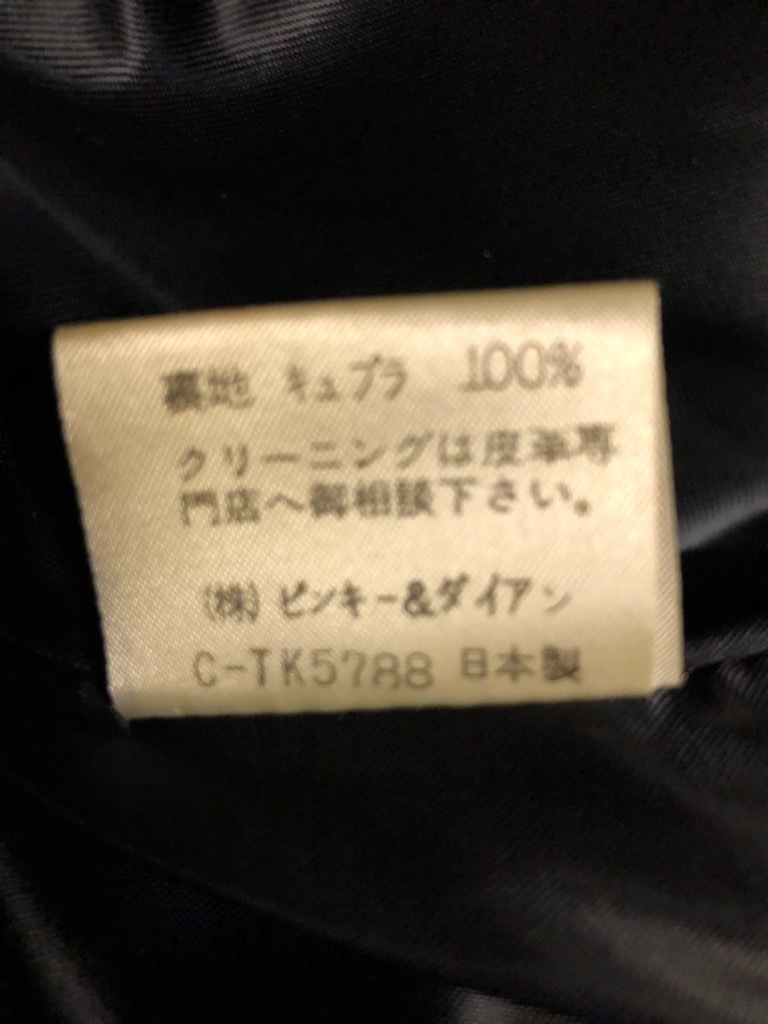 裏地 キュプラ 100%
クリーニングは皮革専
門店へ御相談下さい。
(株) ピンキー&ダイアン
C-TK5788 日本製